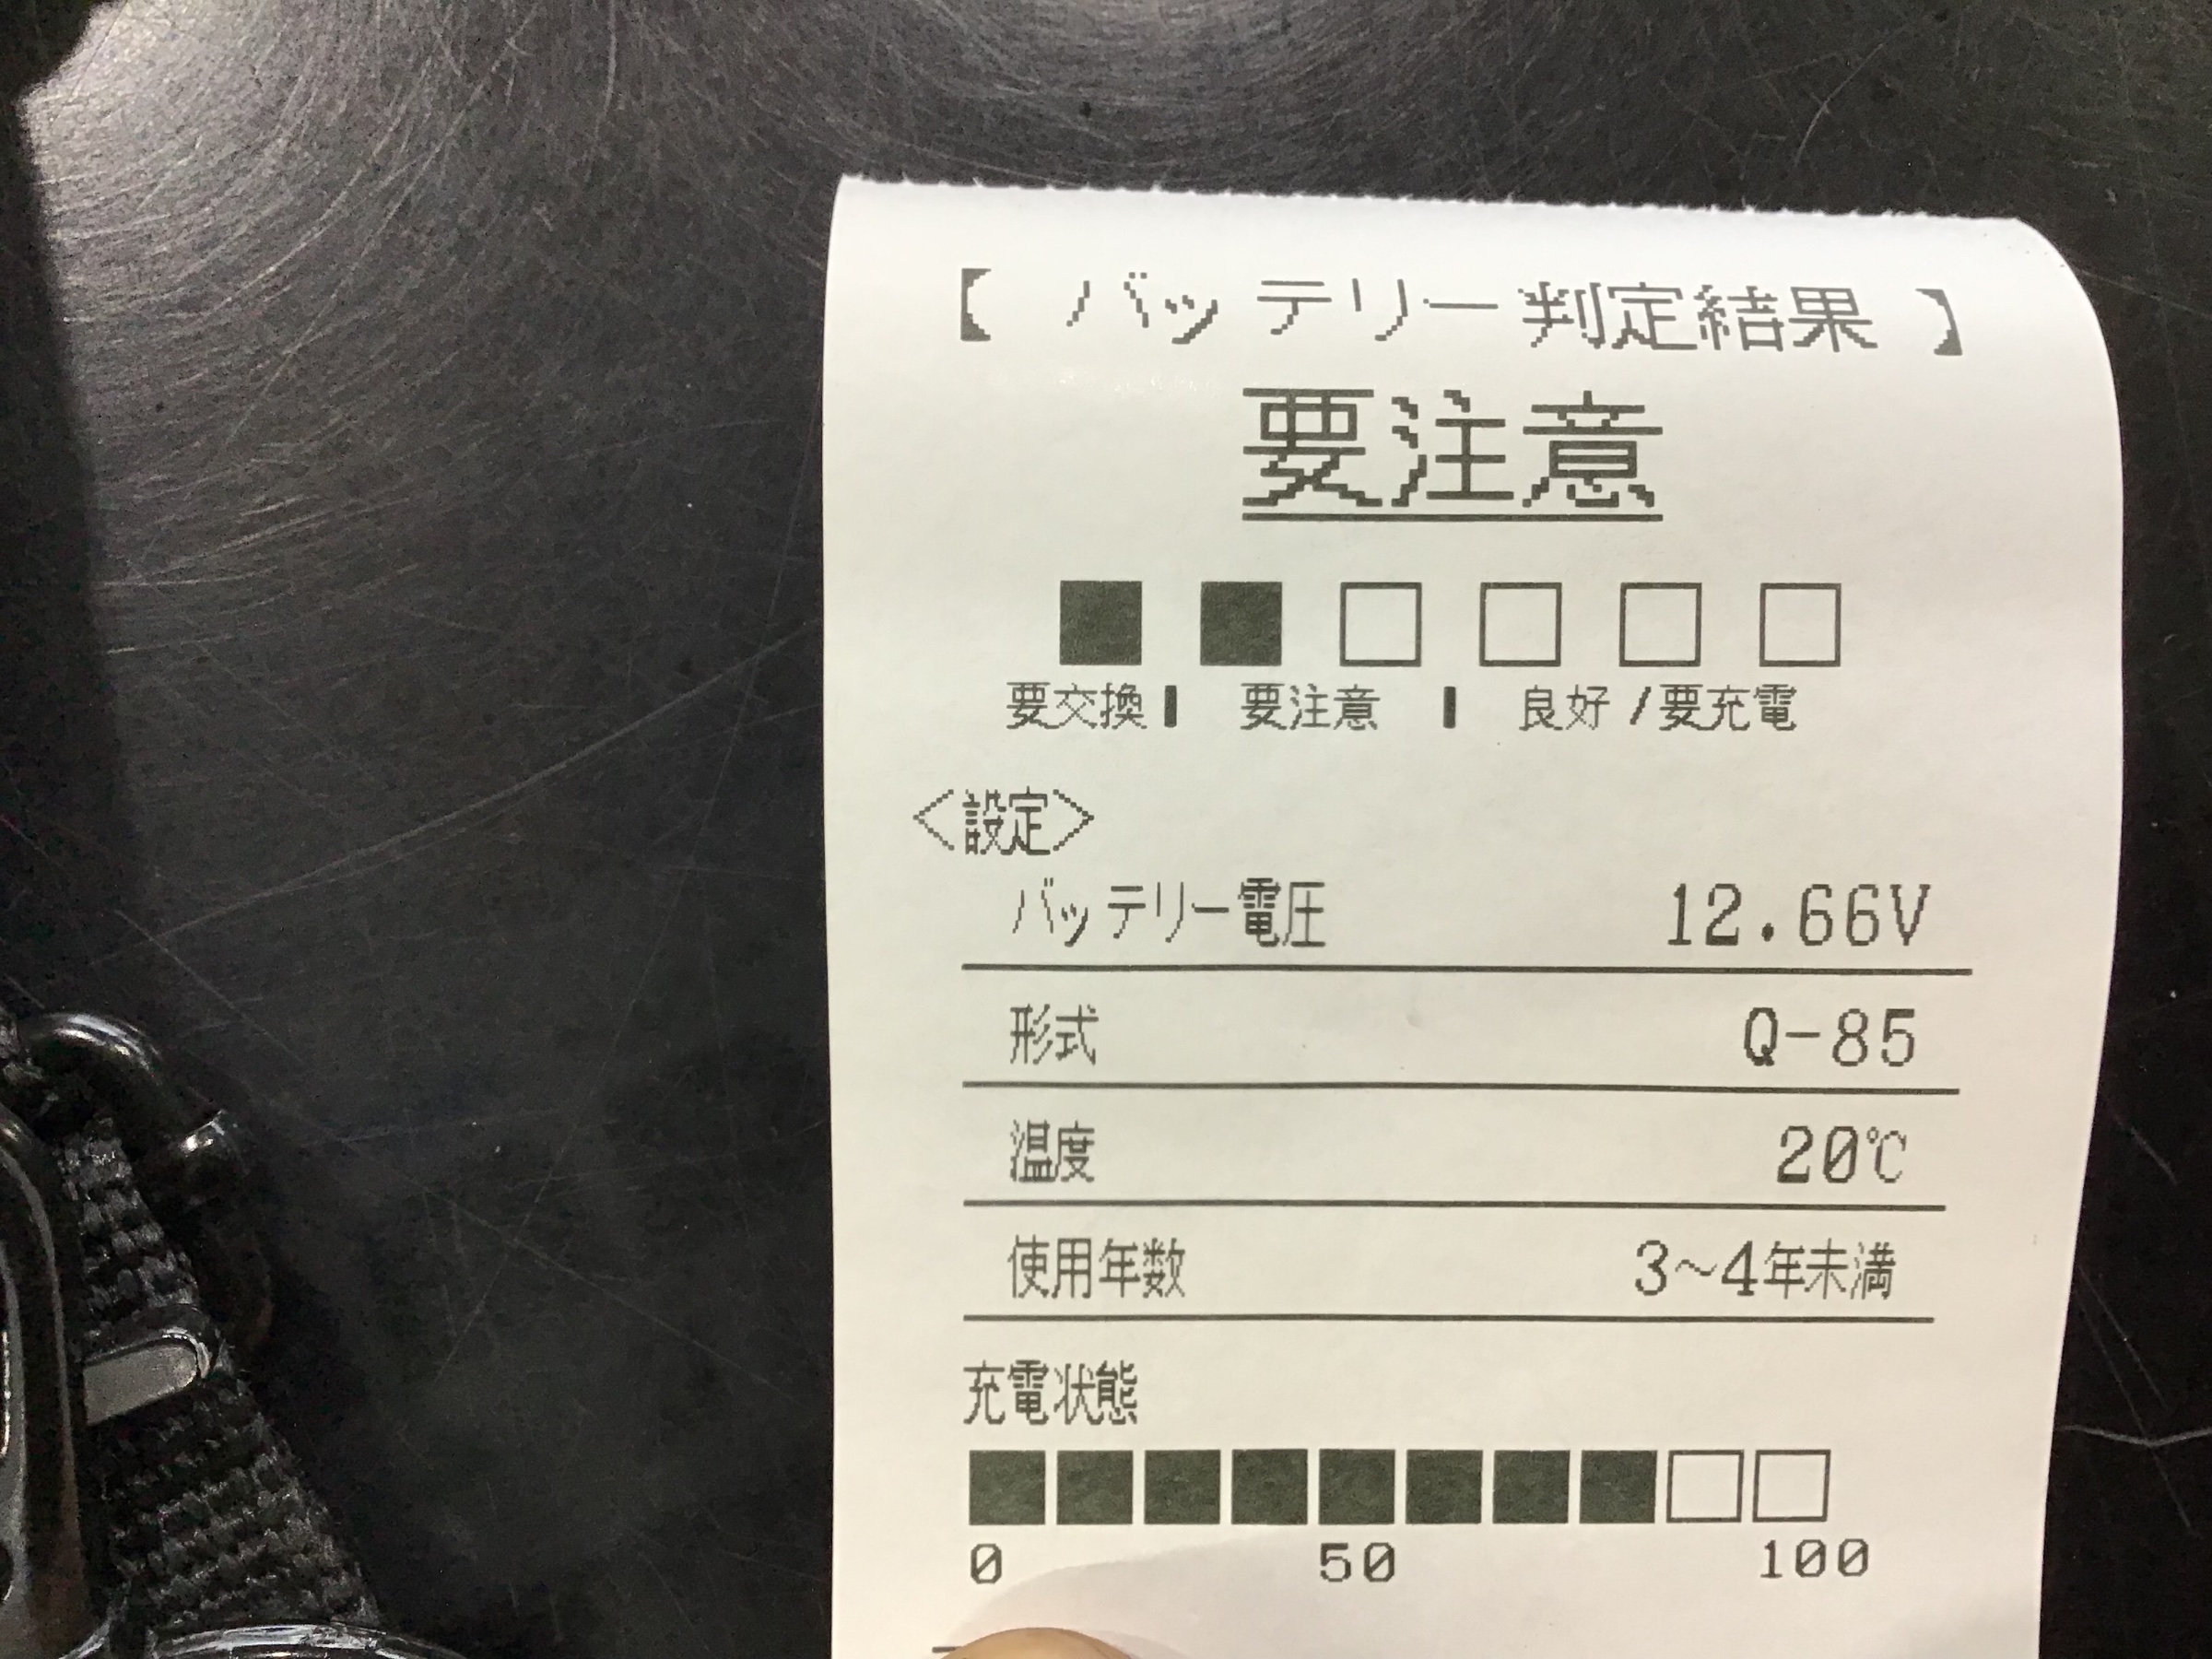 【 バッテリー判定結果 】
要注意
要交換 | 要注意 | 良好 / 要充電
<設定>
バッテリー電圧 12.66V
形式 Q-85
温度 20℃
使用年数 3～4年未満
充電状態
0 50 100